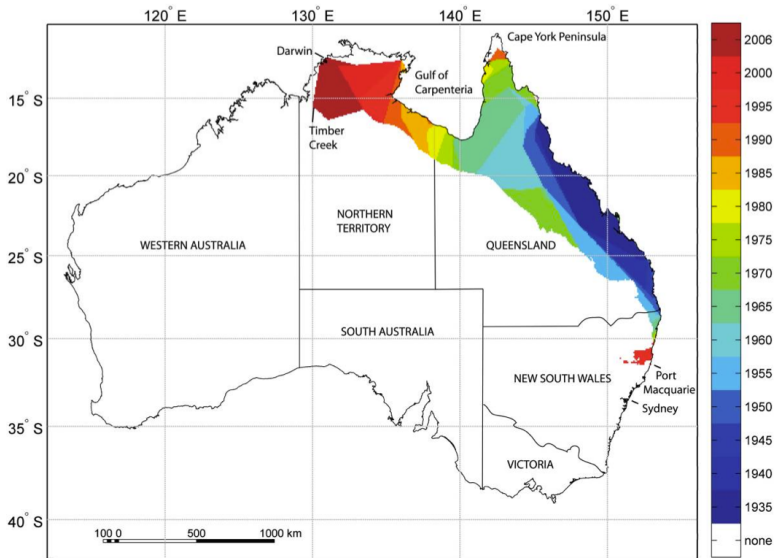 120° E
130° E
140° E
150° E
Darwin
Cape York Peninsula
Gulf of
Carpenteria
15° S
Timber
Creek
20° S
NORTHERN
TERRITORY
WESTERN AUSTRALIA
QUEENSLAND
25° S
30° S
SOUTH AUSTRALIA
NEW SOUTH WALES
Port
Macquarie
Sydney
35° S
VICTORIA
40° S
100 0
500
1000 km
2006
2000
1995
1990
1985
1980
1975
1970
1965
1960
1955
1950
1945
1940
1935
none